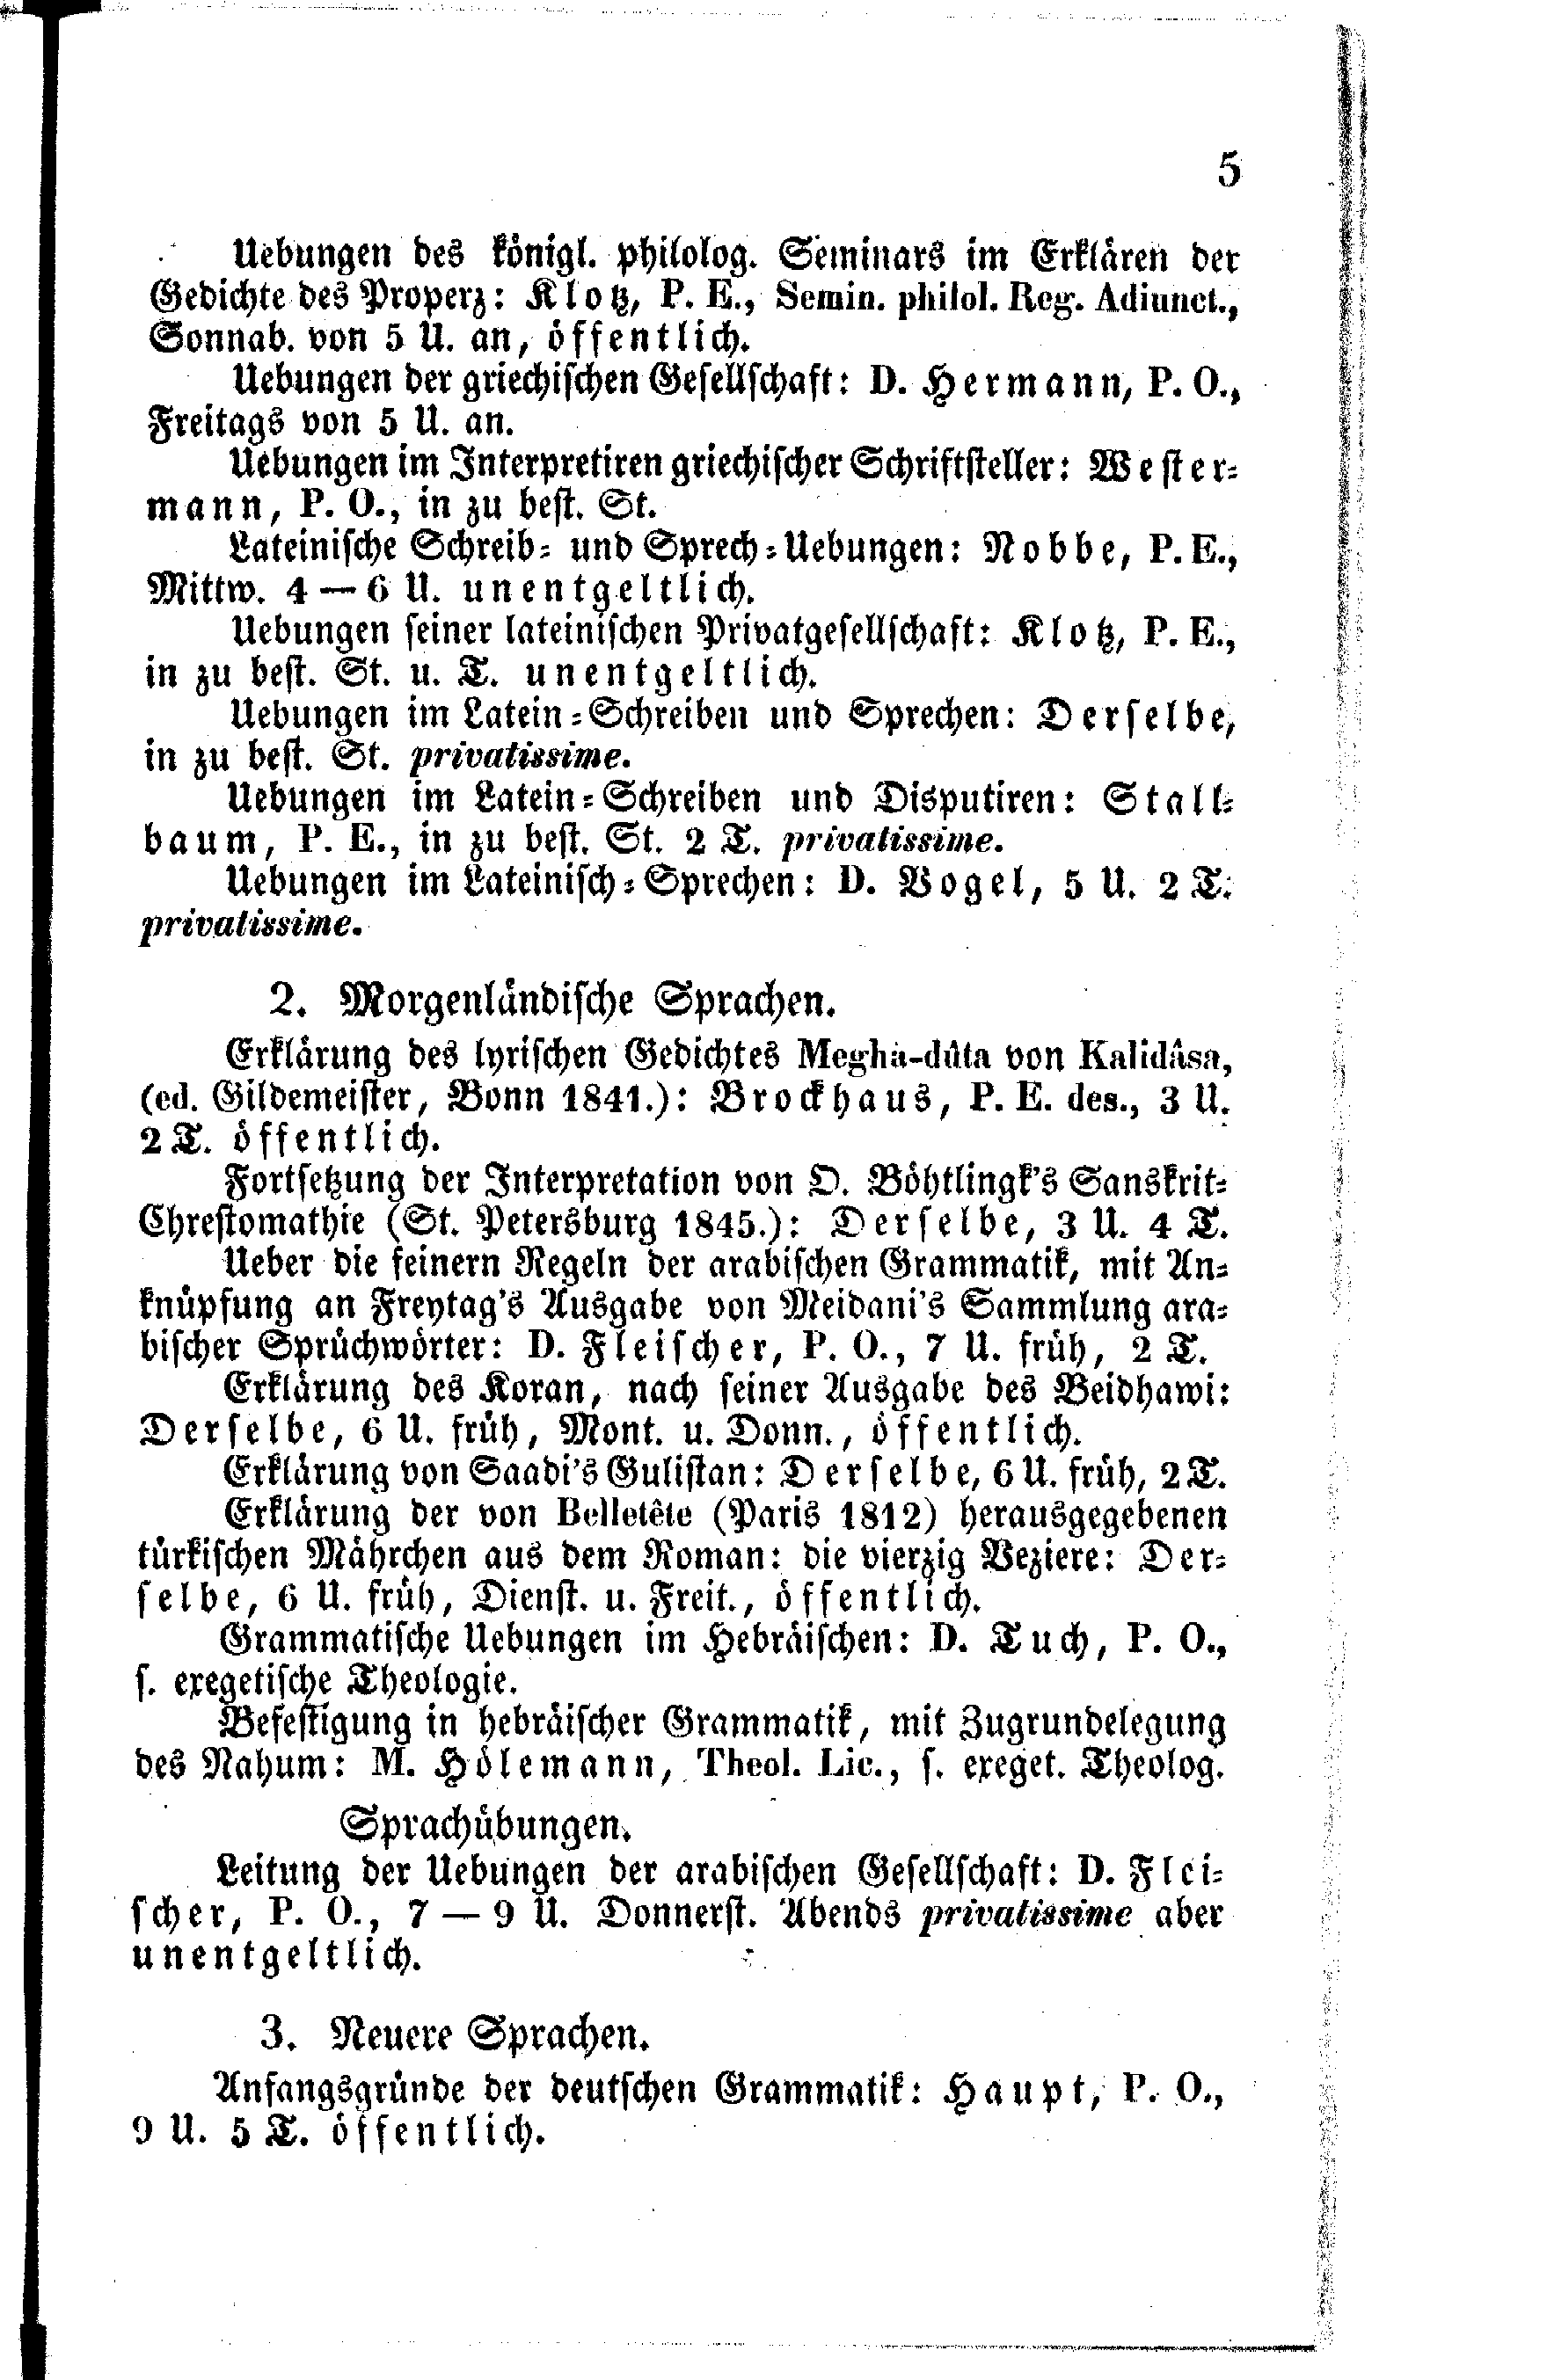 5
Uebungen des königl. philolog. Seminars im Erklären der
Gedichte des Properz: Klotz, P. E., Semin. philol. Reg. Adiunct.,
Sonnab. von 5 U. an, öffentlich.
Uebungen der griechischen Gesellschaft: D. Hermann, P. O.,
Freitags von 5 U. an.
Uebungen im Interpretiren griechischer Schriftsteller: Wester-
mann, P. O., in zu best. St.
Lateinische Schreib- und Sprech-Uebungen: Nobbe, P. E.,
Mittw. 4 — 6 U. unentgeltlich.
Uebungen seiner lateinischen Privatgesellschaft: Klotz, P. E.,
in zu best. St. u. T. unentgeltlich.
Uebungen im Latein-Schreiben und Sprechen: Derselbe,
in zu best. St. privatissime.
Uebungen im Latein-Schreiben und Disputiren: Stall-
baum, P. E., in zu best. St. 2 T. privatissime.
Uebungen im Lateinisch-Sprechen: D. Vogel, 5 U. 2 T.
privatissime.
2. Morgenländische Sprachen.
Erklärung des lyrischen Gedichtes Megha-dûta von Kalidâsa,
(ed. Gildemeister, Bonn 1841.): Brockhaus, P. E. des., 3 U.
2 T. öffentlich.
Fortsetzung der Interpretation von O. Böhtlingk's Sanskrit-
Chrestomathie (St. Petersburg 1845.): Derselbe, 3 U. 4 T.
Ueber die feinern Regeln der arabischen Grammatik, mit An-
knüpfung an Freytag's Ausgabe von Meidani's Sammlung ara-
bischer Sprüchwörter: D. Fleischer, P. O., 7 U. früh, 2 T.
Erklärung des Koran, nach seiner Ausgabe des Beidhawi:
Derselbe, 6 U. früh, Mont. u. Donn., öffentlich.
Erklärung von Saadi's Gulistan: Derselbe, 6 U. früh, 2 T.
Erklärung der von Belletête (Paris 1812) herausgegebenen
türkischen Mährchen aus dem Roman: die vierzig Veziere: Der-
selbe, 6 U. früh, Dienst. u. Freit., öffentlich.
Grammatische Uebungen im Hebräischen: D. Tuch, P. O.,
s. exegetische Theologie.
Befestigung in hebräischer Grammatik, mit Zugrundelegung
des Nahum: M. Hölemann, Theol. Lic., s. exeget. Theolog.
Sprachübungen.
Leitung der Uebungen der arabischen Gesellschaft: D. Flei-
scher, P. O., 7 — 9 U. Donnerst. Abends privatissime aber
unentgeltlich.
3. Neuere Sprachen.
Anfangsgründe der deutschen Grammatik: Haupt, P. O.,
9 U. 5 T. öffentlich.